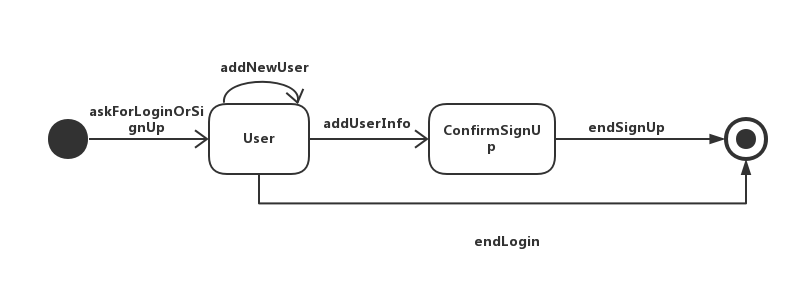 addNewUser
askForLoginOrSi
gnUp
User
addUserInfo
ConfirmSignU
p
endSignUp
endLogin